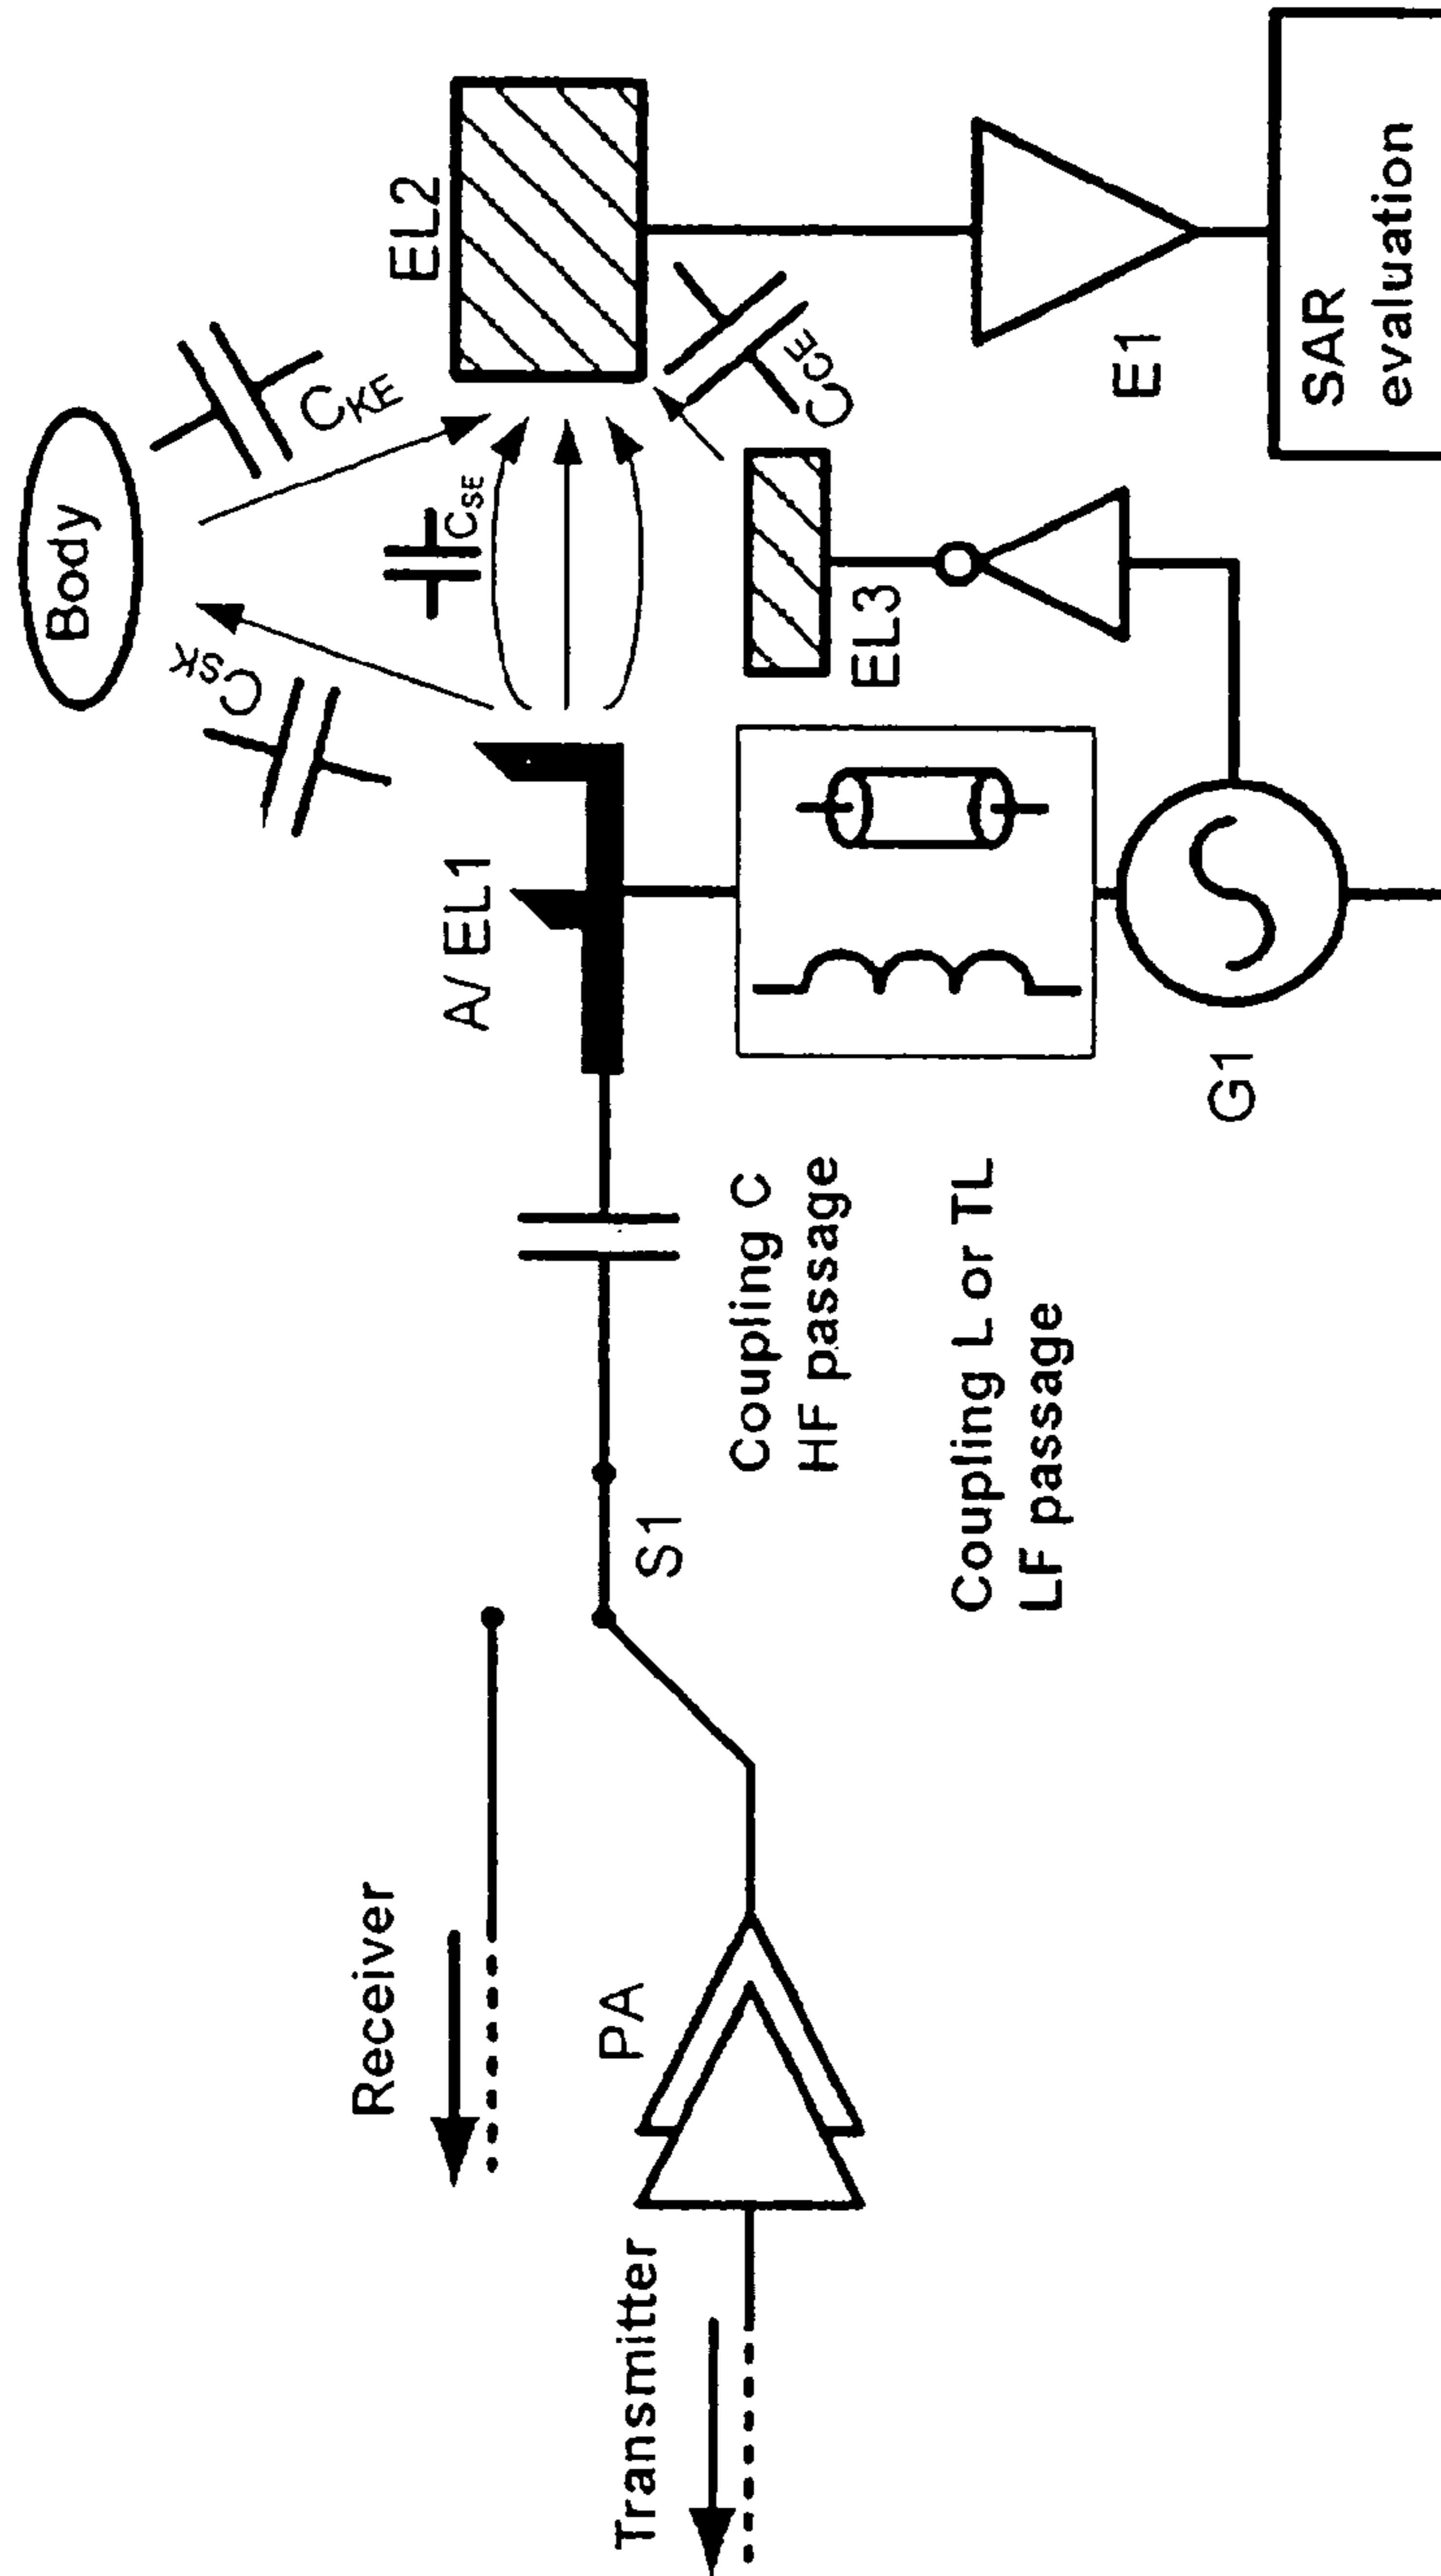 Body
C_SK
C_KE
C_SE
EL2
A/ EL1
C_CE
EL3
Receiver
PA
S1
Transmitter
Coupling C
HF passage
Coupling L or TL
LF passage
G1
E1
SAR
evaluation